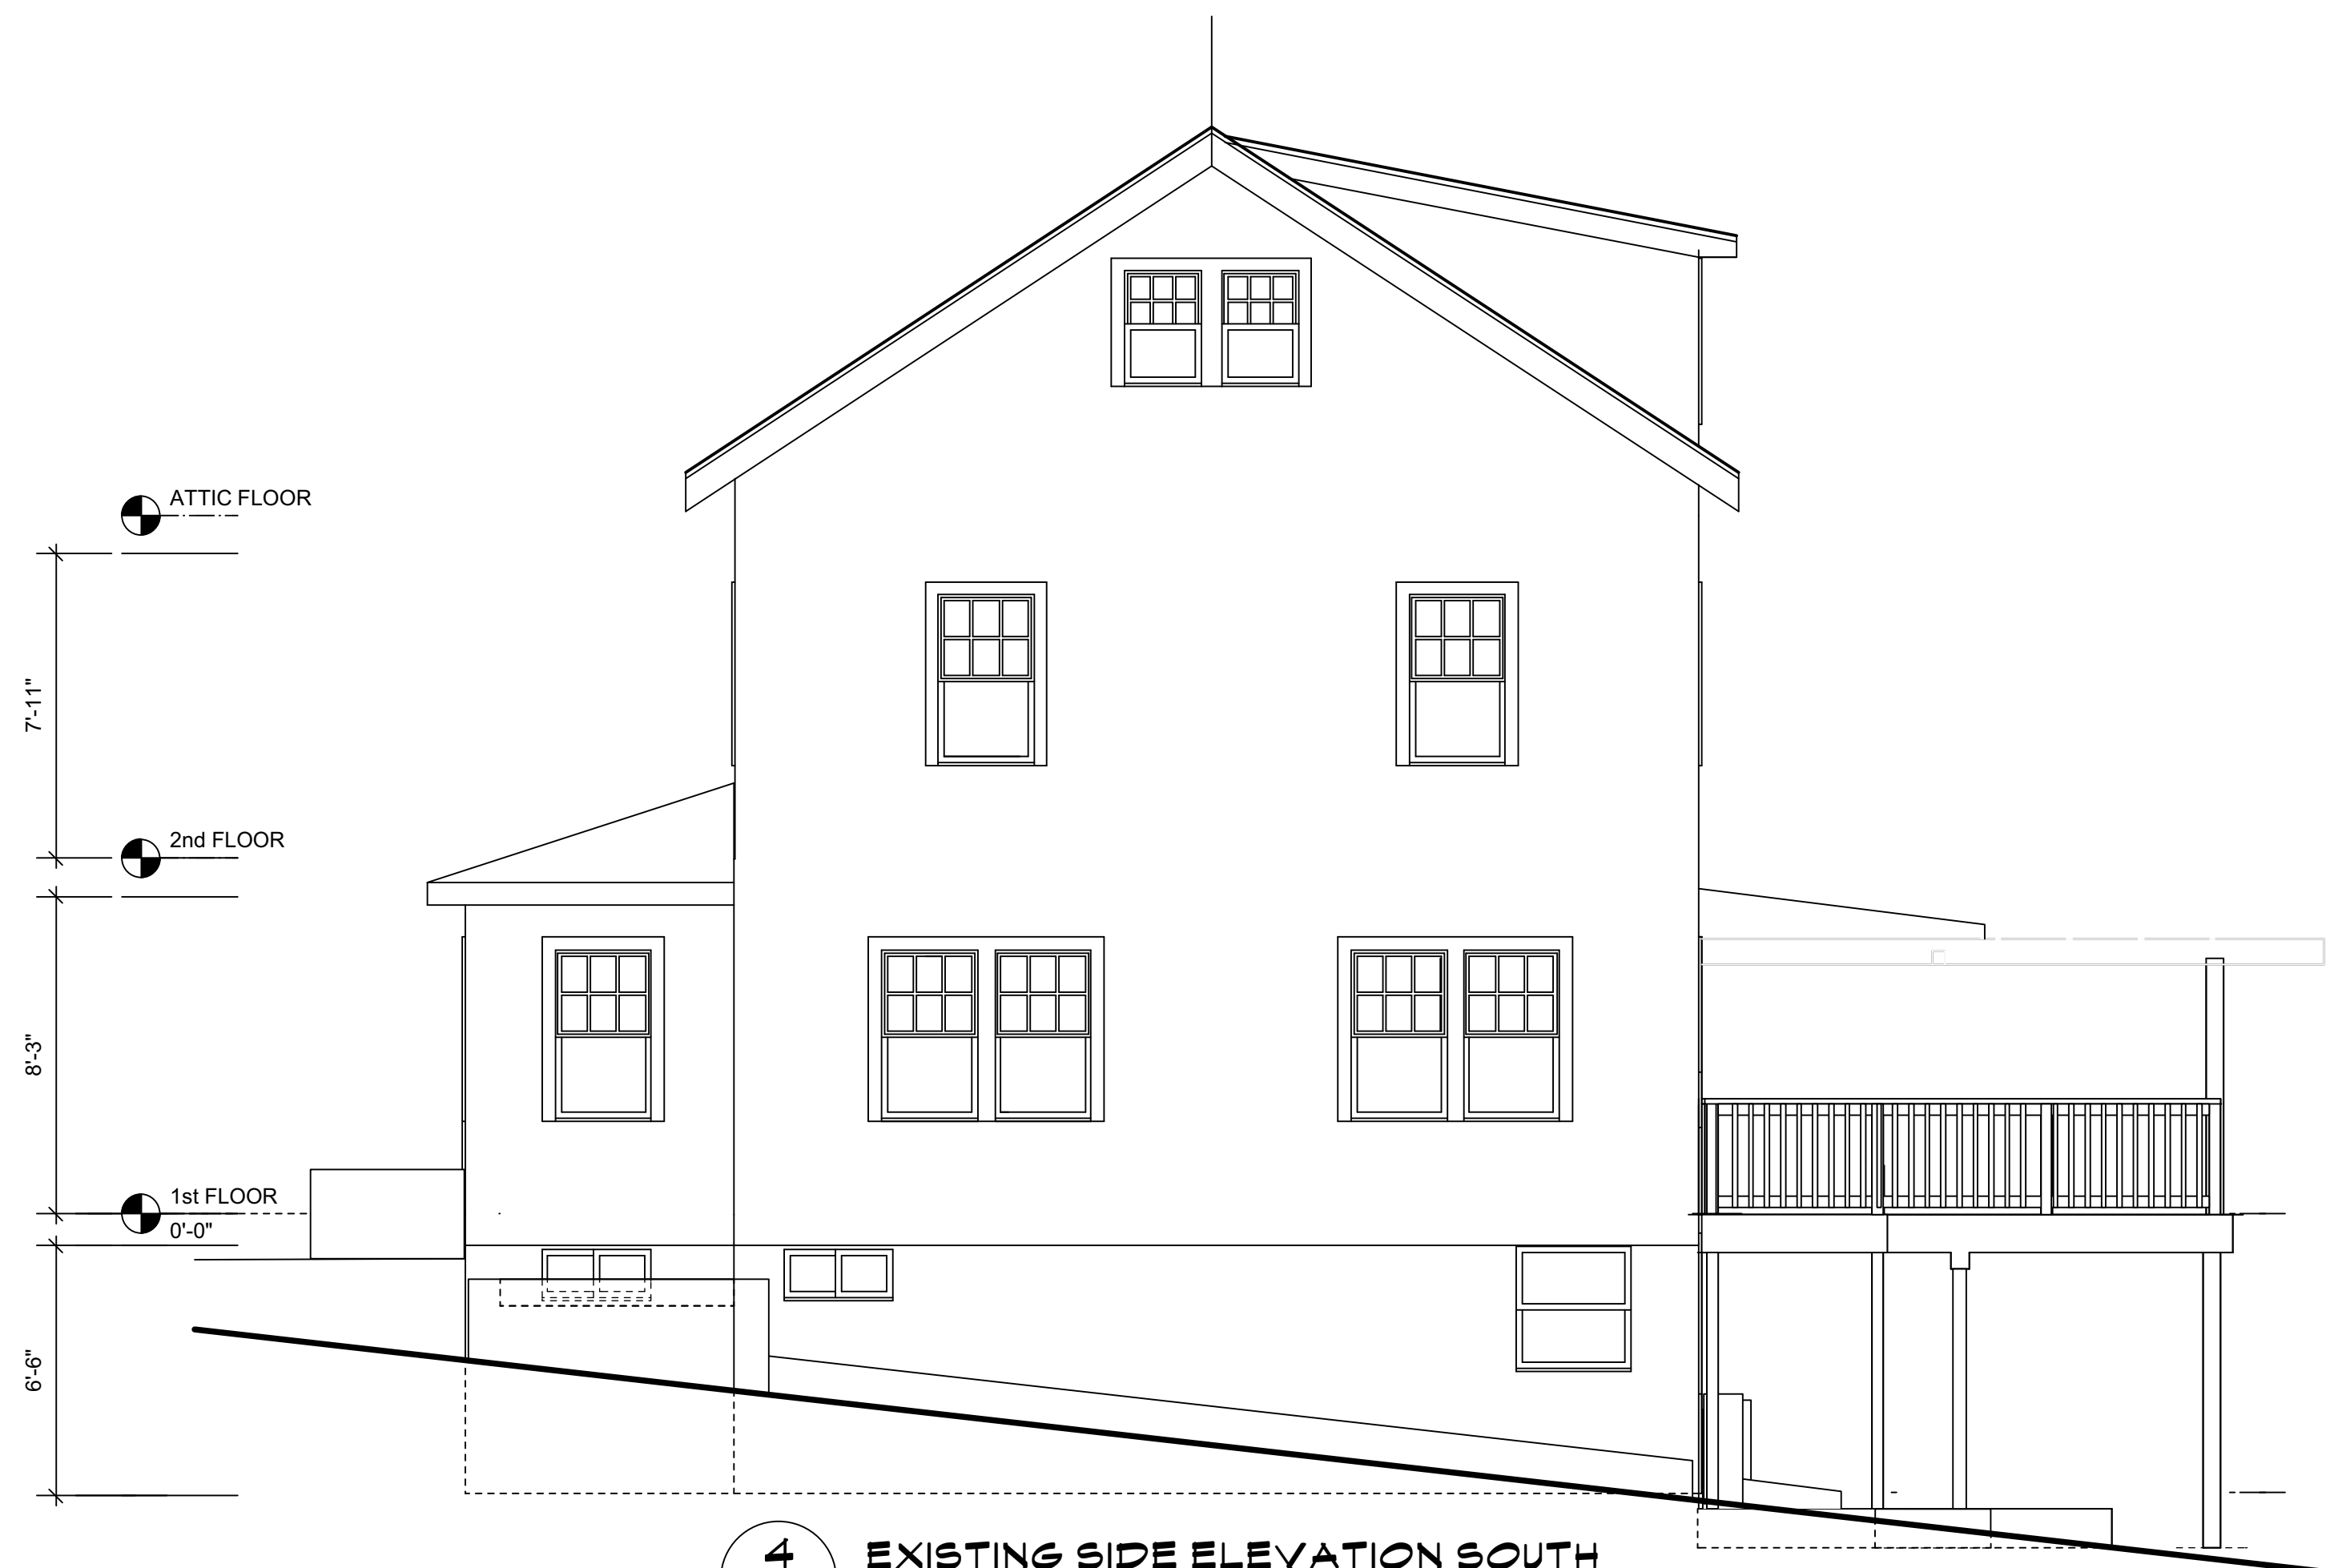 ATTIC FLOOR
7'-11"
2nd FLOOR
8'-3"
1st FLOOR
0'-0"
6'-6"
4
EXISTING SIDE ELEVATION SOUTH